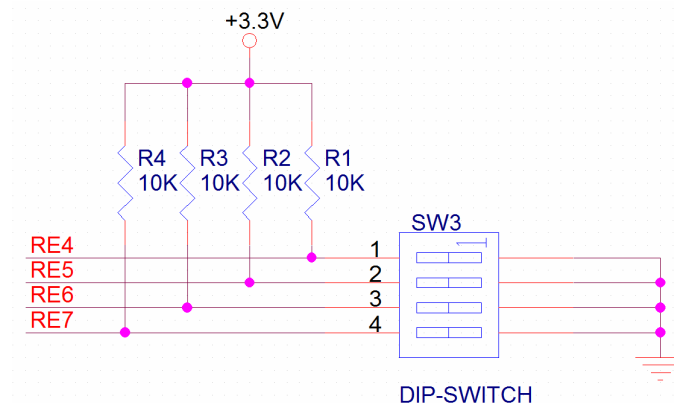 +3.3V
R4 R3 R2 R1
10K 10K 10K 10K
SW3
RE4 1
RE5 2
RE6 3
RE7 4
DIP-SWITCH